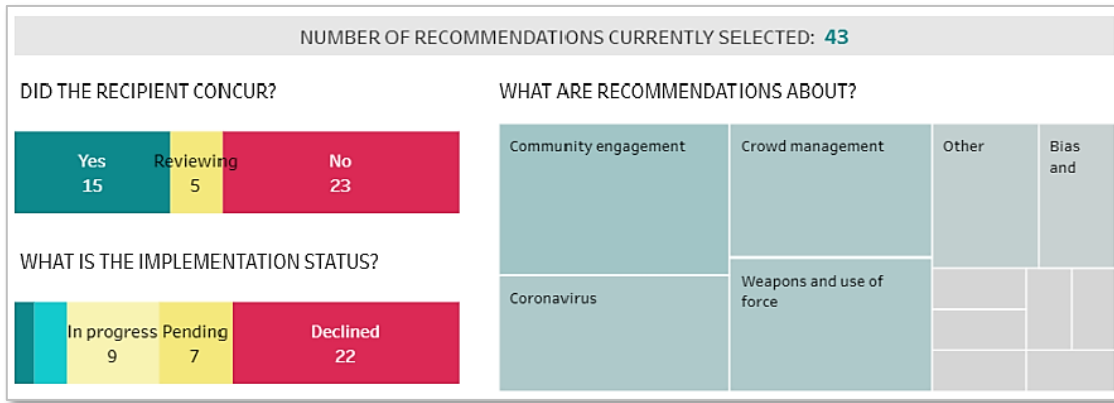 NUMBER OF RECOMMENDATIONS CURRENTLY SELECTED: 43
DID THE RECIPIENT CONCUR?
Yes
15
Reviewing
5
No
23
WHAT IS THE IMPLEMENTATION STATUS?
In progress
9
Pending
7
Declined
22
WHAT ARE RECOMMENDATIONS ABOUT?
Community engagement
Coronavirus
Crowd management
Weapons and use of
force
Other
Bias
and